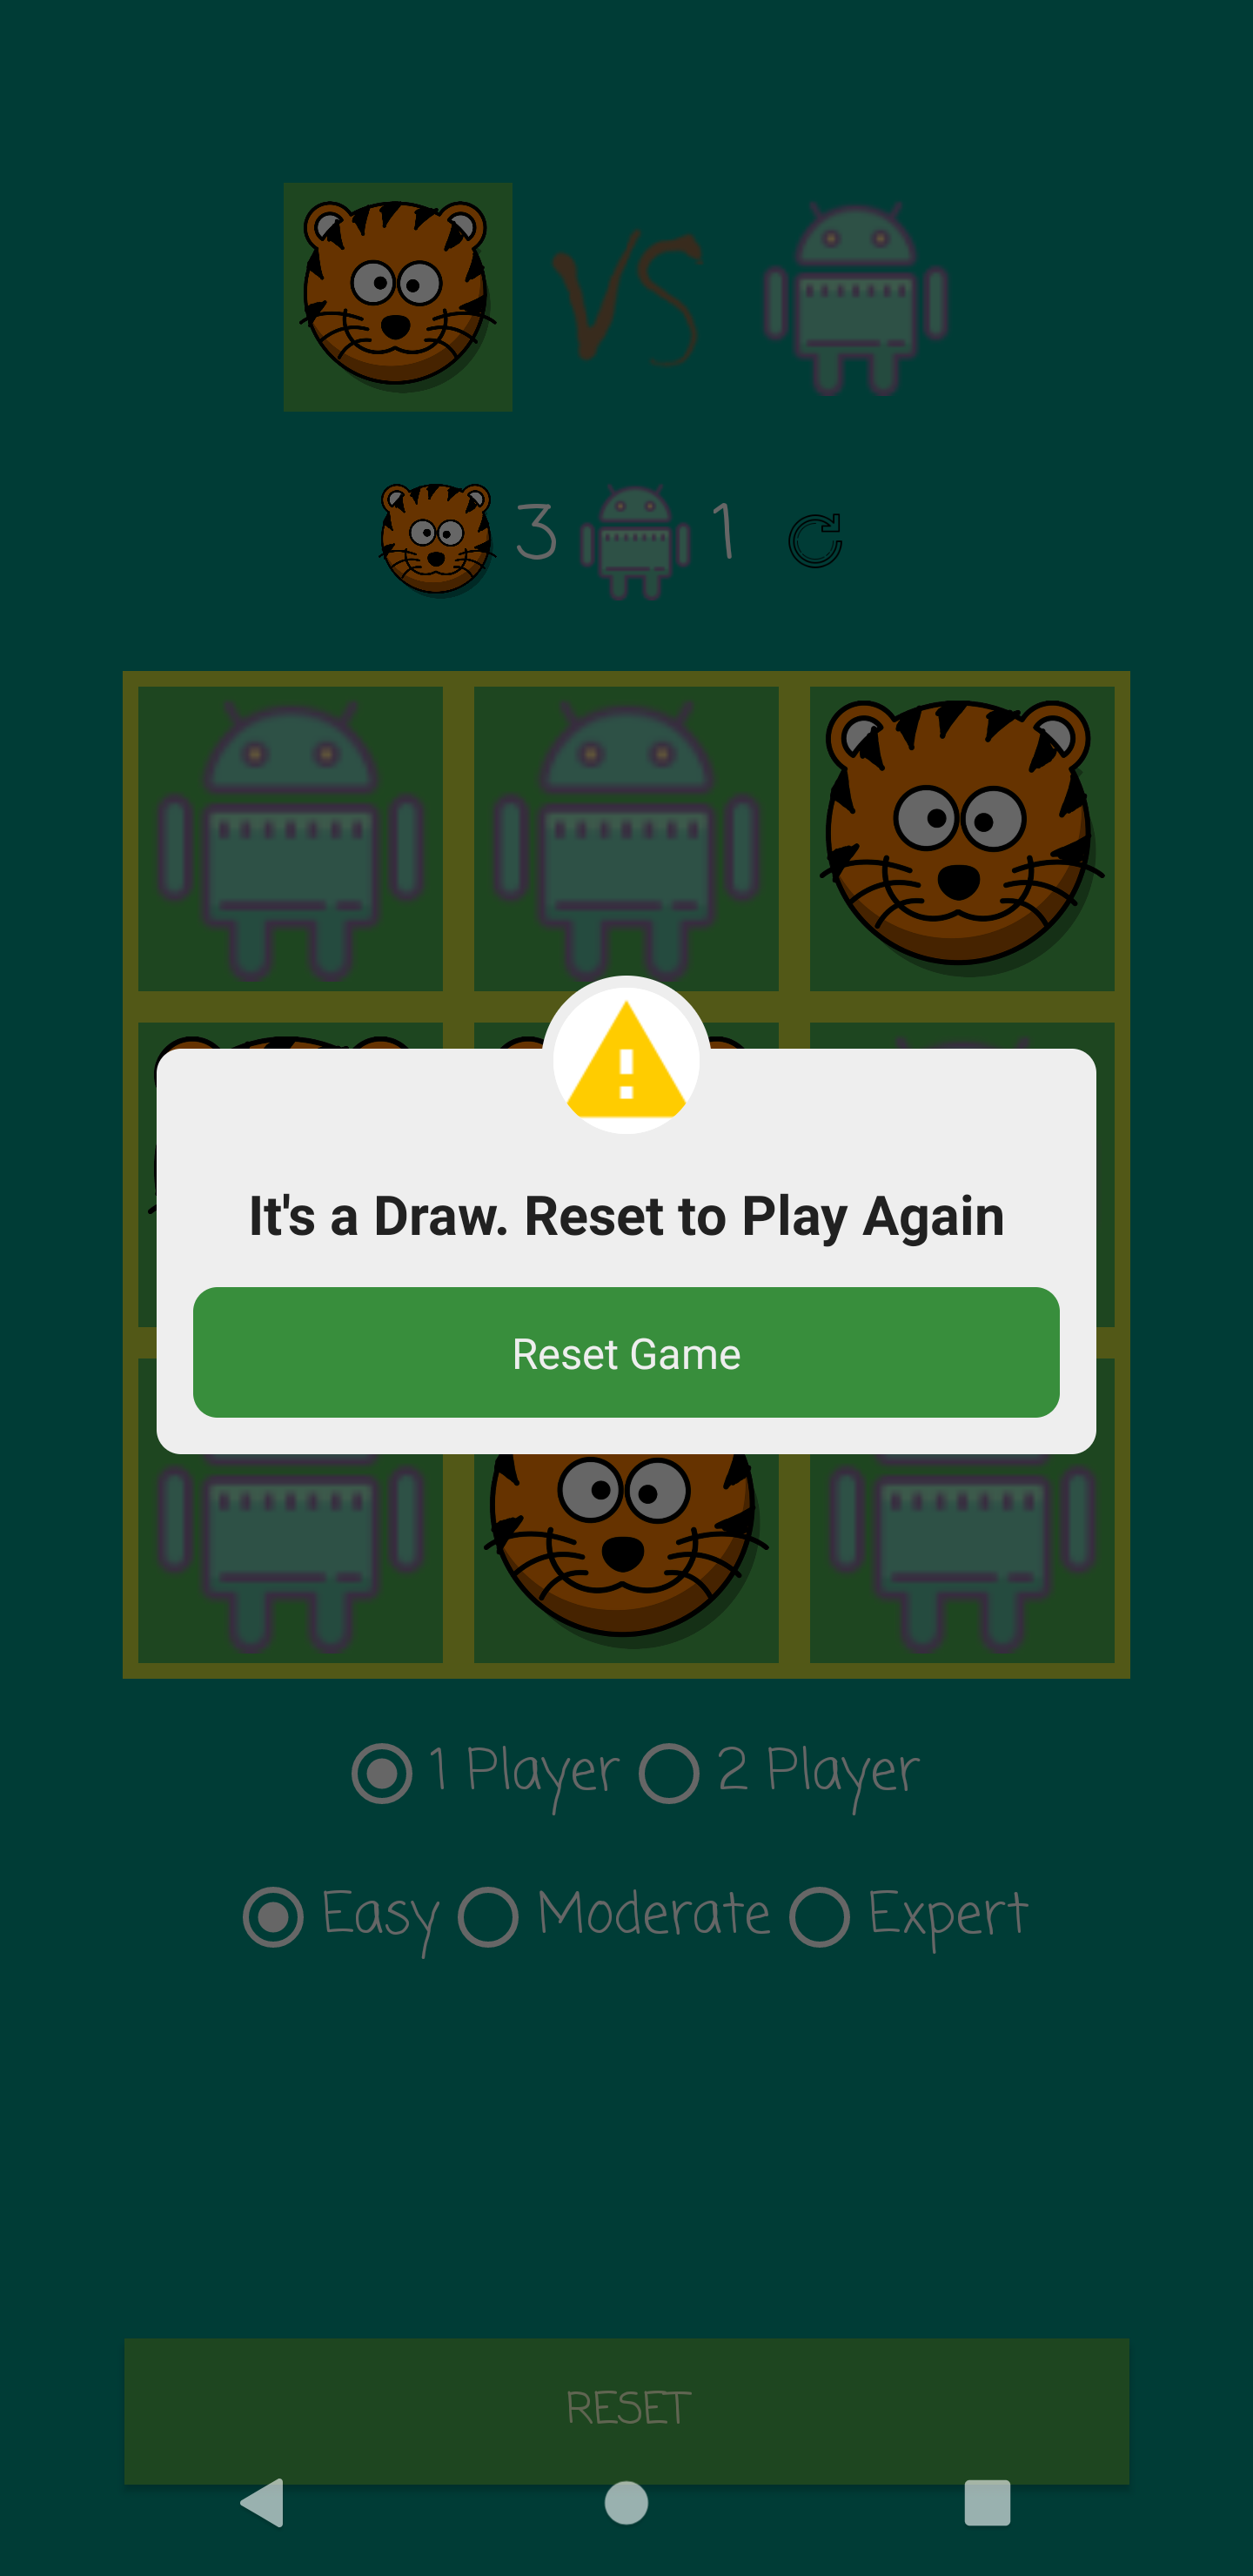 VS
3 1
It's a Draw. Reset to Play Again
Reset Game
1 Player 2 Player
Easy Moderate Expert
RESET